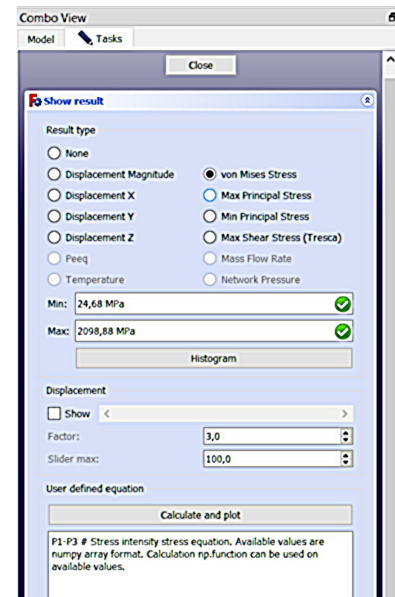 Combo View
Model Tasks
Close
Show result
Result type
None
Displacement Magnitude von Mises Stress
Displacement X Max Principal Stress
Displacement Y Min Principal Stress
Displacement Z Max Shear Stress (Tresca)
Peeq Mass Flow Rate
Temperature Network Pressure
Min: 24,68 MPa
Max: 2098,88 MPa
Histogram
Displacement
Show
Factor: 3,0
Slider max: 100,0
User defined equation
Calculate and plot
P1-P3 # Stress intensity stress equation. Available values are
numpy array format. Calculation np.function can be used on
available values.